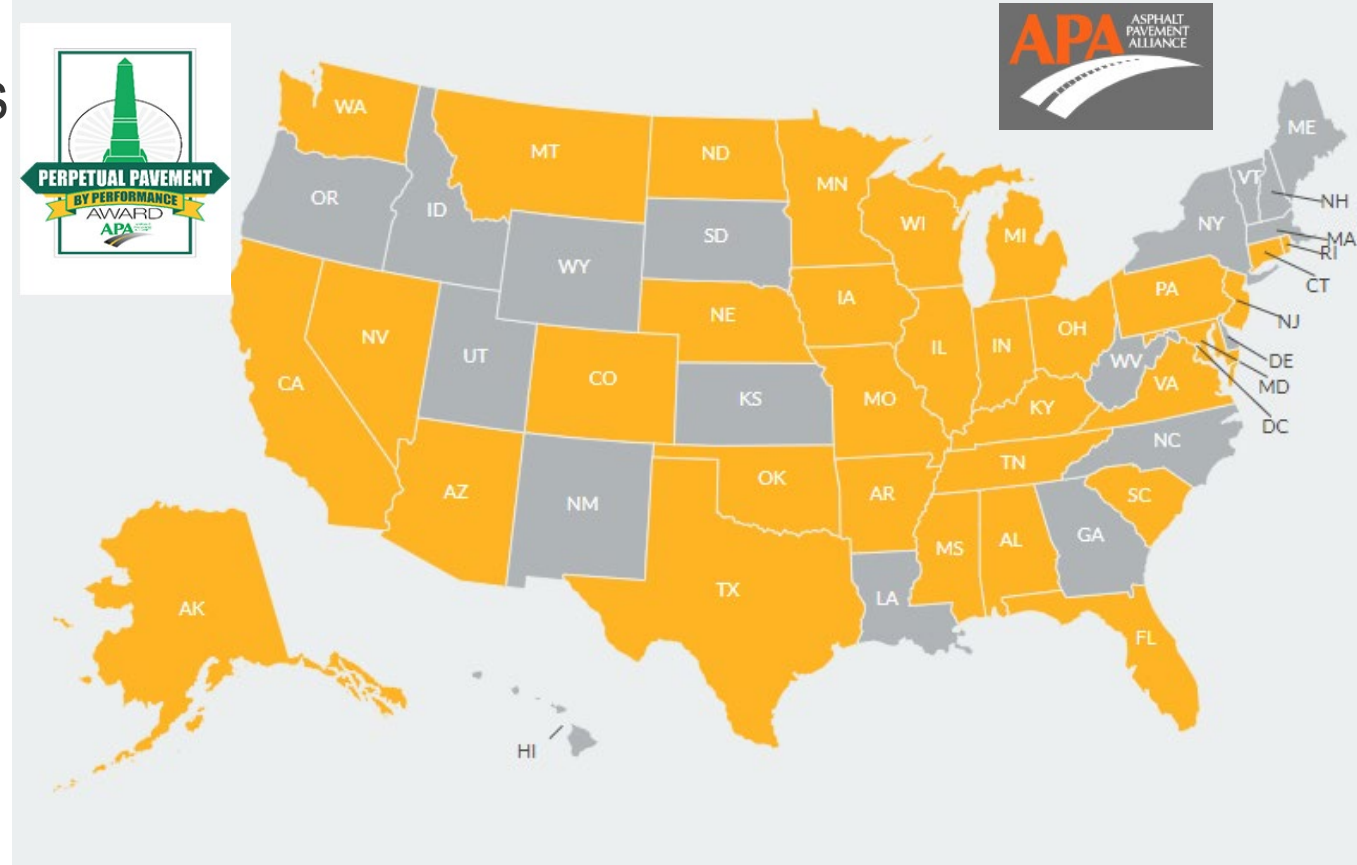 S
PERPETUAL PAVEMENT
BY PERFORMANCE
AWARD
APA
APA ASPHALT
PAVEMENT
ALLIANCE
WA
MT
ND
MN
ME
VT
NH
OR
ID
SD
WI
MI
NY
MA
RI
WY
CT
NV
UT
NE
IA
PA
NJ
CA
CO
KS
MO
IL
IN
OH
WV
VA
DE
MD
DC
KY
NC
AZ
NM
OK
AR
TN
SC
MS
AL
GA
TX
LA
FL
AK
HI